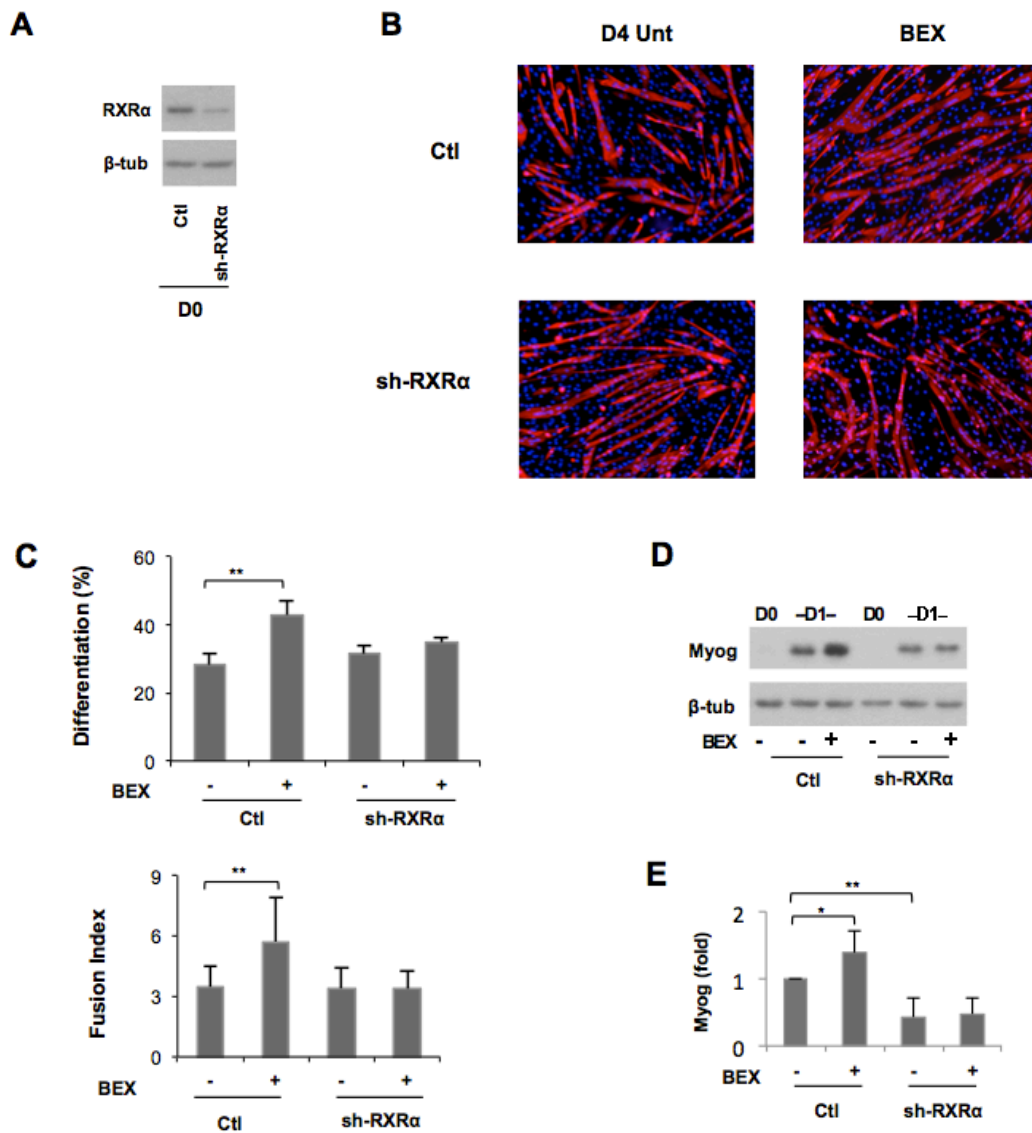 A
RXRα
β-tub
Ctl
sh-RXRα
D0
B
D4 Unt BEX
Ctl
sh-RXRα
C
Differentiation (%)
60
40
20
0
**
BEX - + - +
Ctl sh-RXRα
Fusion Index
9
6
3
0
**
BEX - + - +
Ctl sh-RXRα
D
D0 –D1– D0 –D1–
Myog
β-tub
BEX - - + - - +
Ctl sh-RXRα
E
Myog (fold)
2
1
0
**
*
BEX - + - +
Ctl sh-RXRα